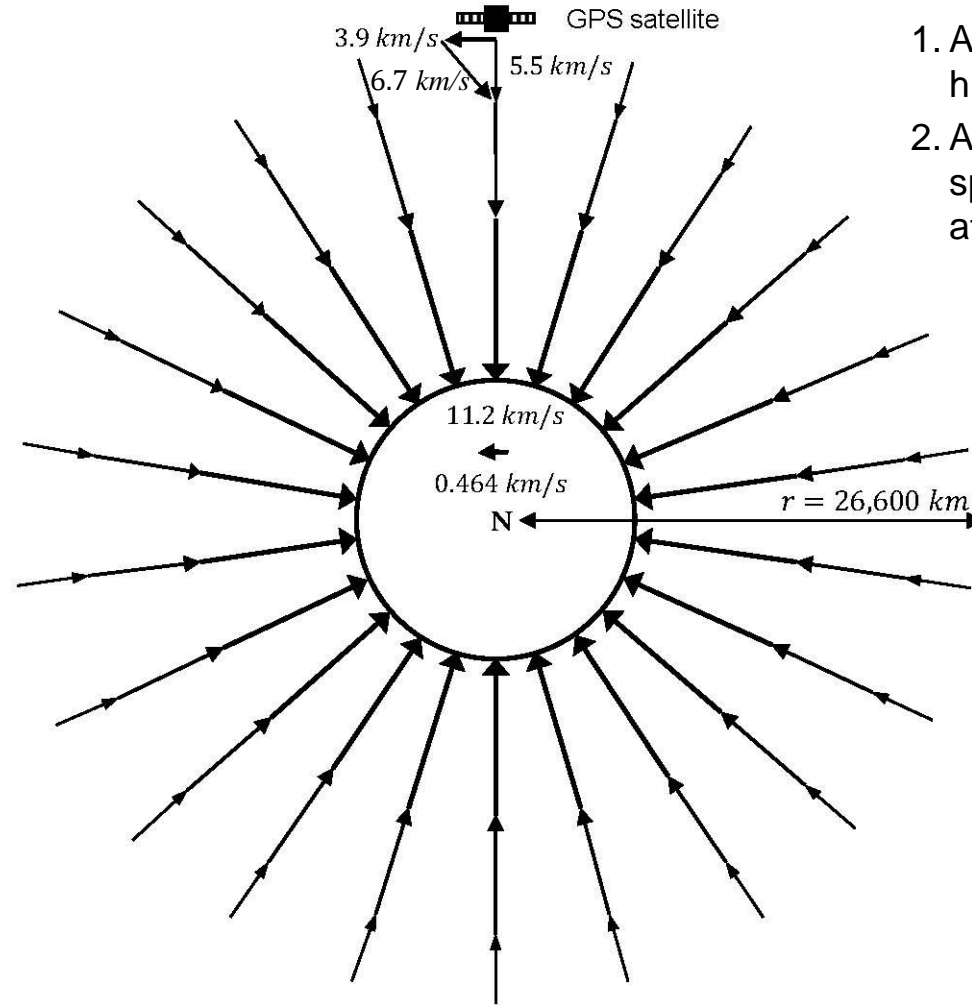 GPS satellite
3.9 km/s
5.5 km/s
6.7 km/s
1. A
h
2. A
sp
11.2 km/s
0.464 km/s
r = 26,600 km
N